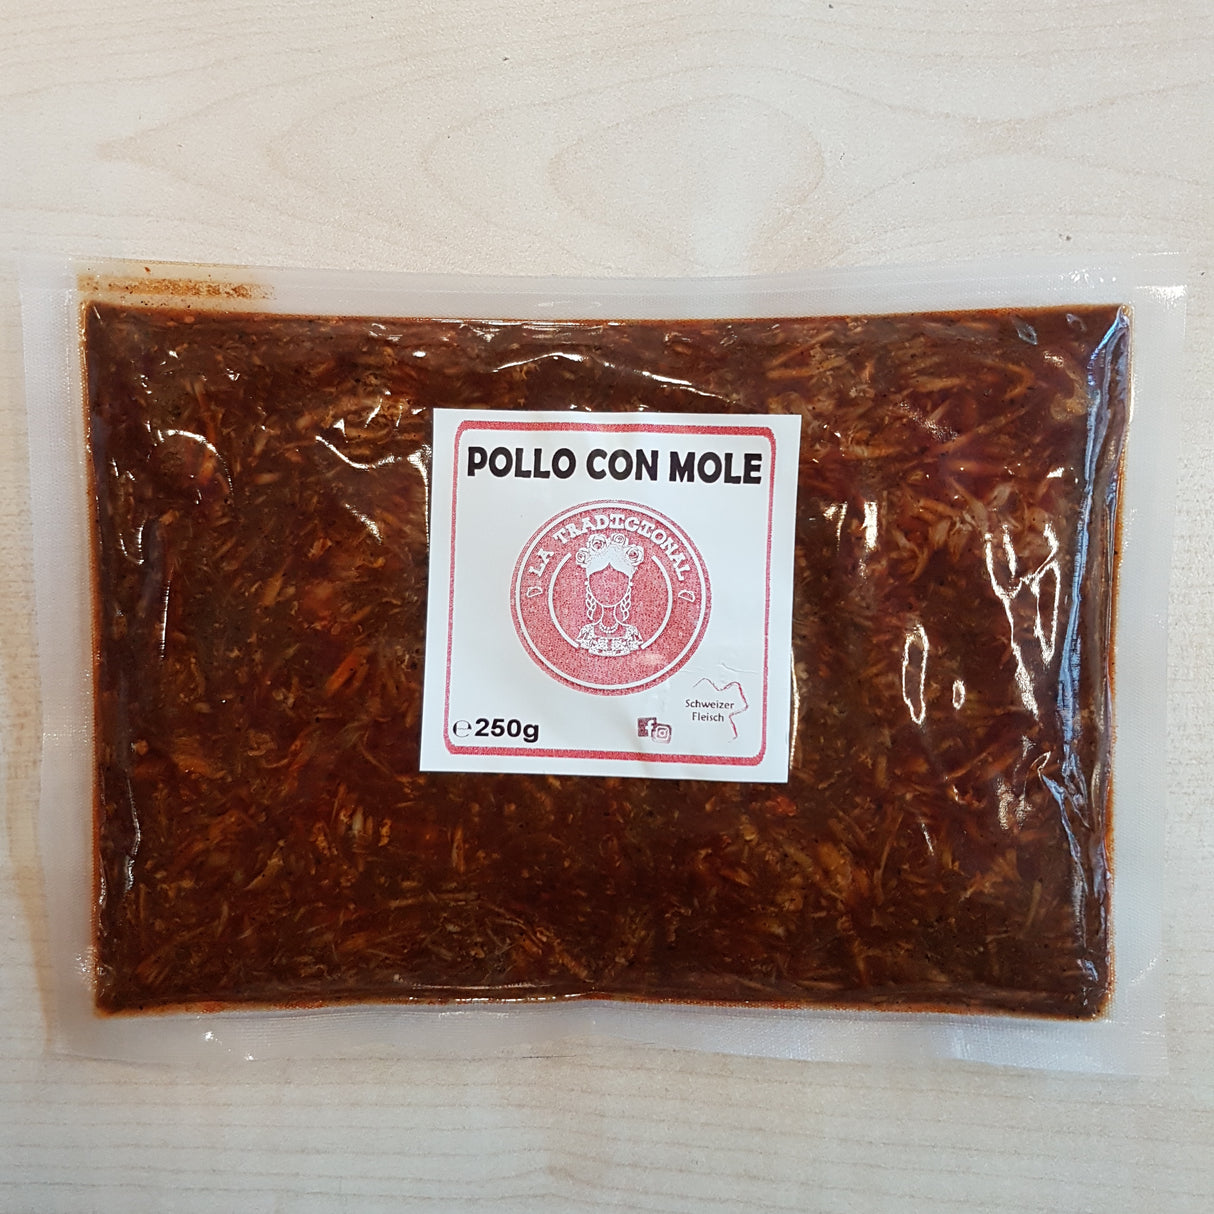 POLLO CON MOLE
LA TRADICIONAL
Schweizer
Fleisch
℮250g